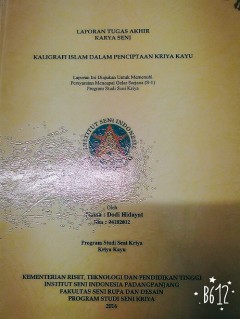 LAPORAN TUGAS AKHIR
KARYA SENI
KALIGRAFI ISLAM DALAM PENCIPTAAN KRIYA KAYU
Laporan Ini Diajukan Untuk Memenuhi
Persyaratan Mencapai Gelar Sarjana (S-1)
Program Studi Seni Kriya
INSTITUT SENI INDONESIA
Oleh
Nama : Dodi Hidayat
Program Studi Seni Kriya
Kriya Kayu
KEMENTERIAN RISET, TEKNOLOGI DAN PENDIDIKAN TINGGI
INSTITUT SENI INDONESIA PADANGPANJANG
FAKULTAS SENI RUPA DAN DESAIN
PROGRAM STUDI SENI KRIYA
B612